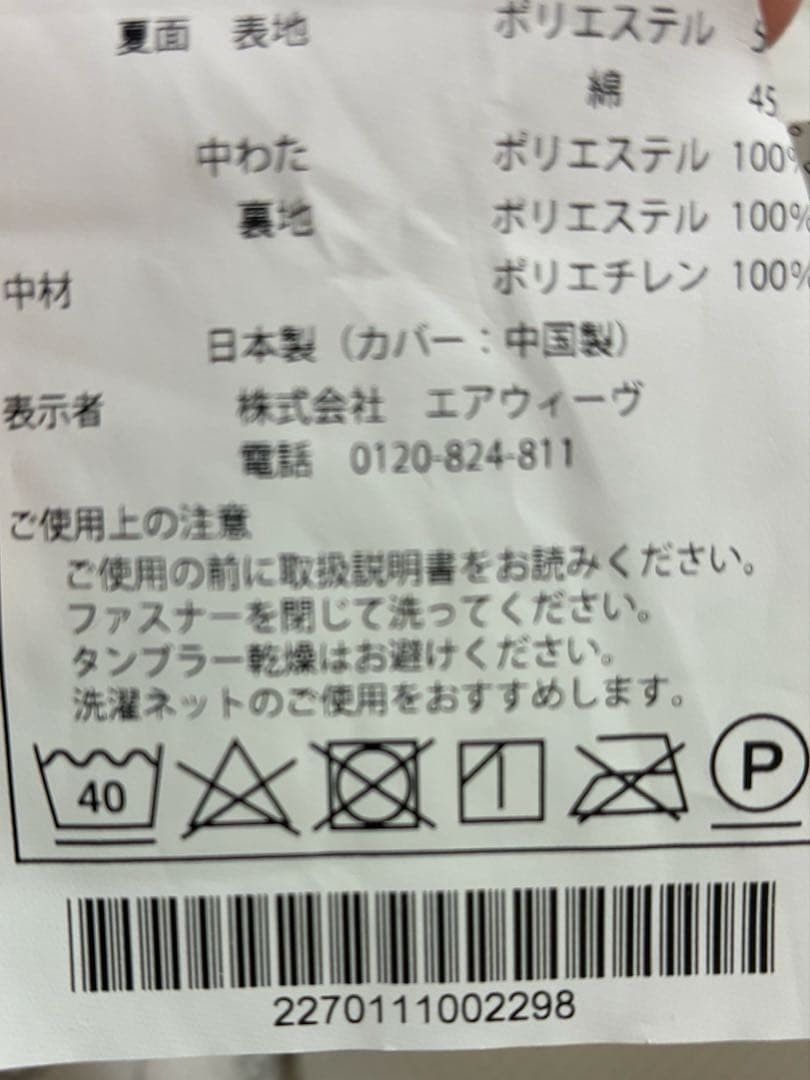 夏面 表地 ポリエステル
綿 45
中わた ポリエステル 100%
裏地 ポリエステル 100%
中材 ポリエチレン 100%
日本製（カバー：中国製）
表示者 株式会社 エアウィーヴ
電話 0120-824-811
ご使用上の注意
ご使用の前に取扱説明書をお読みください。
ファスナーを閉じて洗ってください。
タンブラー乾燥はお避けください。
洗濯ネットのご使用をおすすめします。
40 P
2270111002298